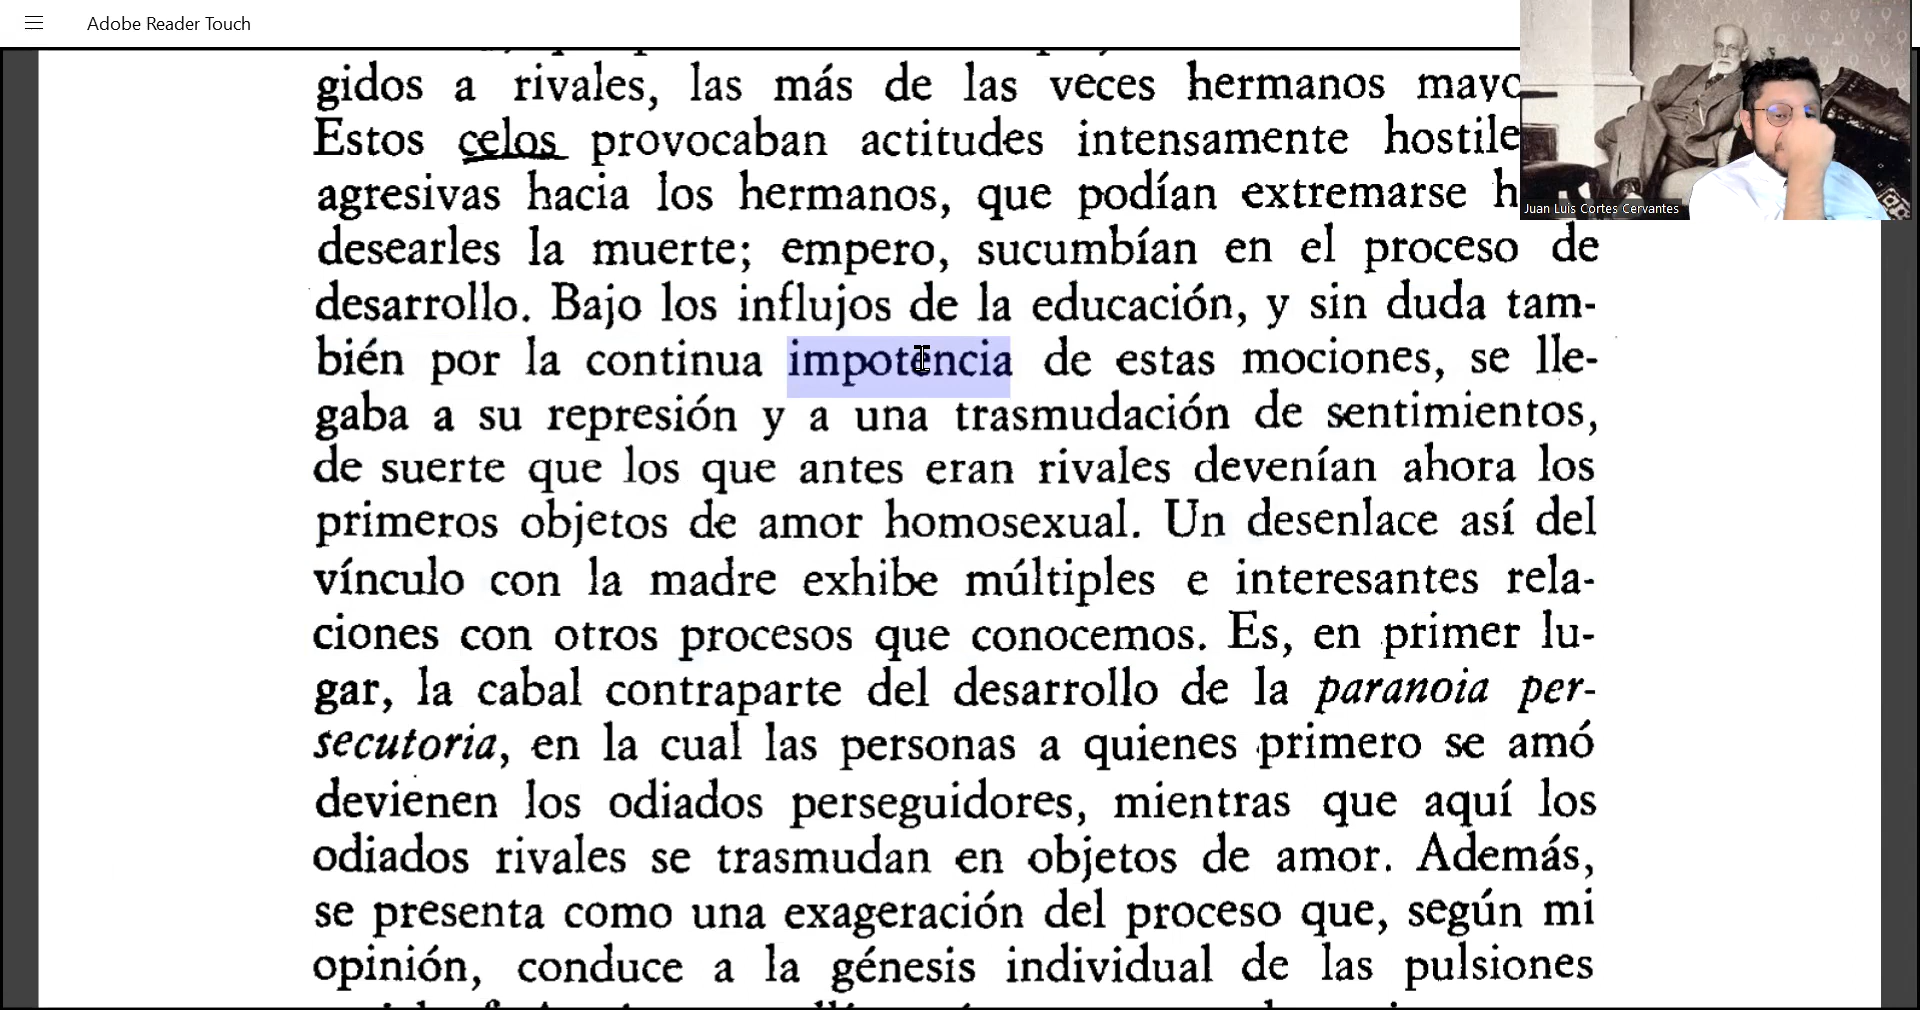 Adobe Reader Touch
gidos a rivales, las más de las veces hermanos
Estos celos provocaban actitudes intensamente
agresivas hacia los hermanos, que podían extremarse
desearles la muerte; empero, sucumbían en el proceso de
desarrollo. Bajo los influjos de la educación, y sin duda tam-
bién por la continua impotencia de estas mociones, se lle-
gaba a su represión y a una trasmudación de sentimientos,
de suerte que los que antes eran rivales devenían ahora los
primeros objetos de amor homosexual. Un desenlace así del
vínculo con la madre exhibe múltiples e interesantes rela-
ciones con otros procesos que conocemos. Es, en primer lu-
gar, la cabal contraparte del desarrollo de la paranoia per-
secutoria, en la cual las personas a quienes primero se amó
devienen los odiados perseguidores, mientras que aquí los
odiados rivales se trasmudan en objetos de amor. Además,
se presenta como una exageración del proceso que, según mi
opinión, conduce a la génesis individual de las pulsiones
Juan Luis Cortes Cervantes